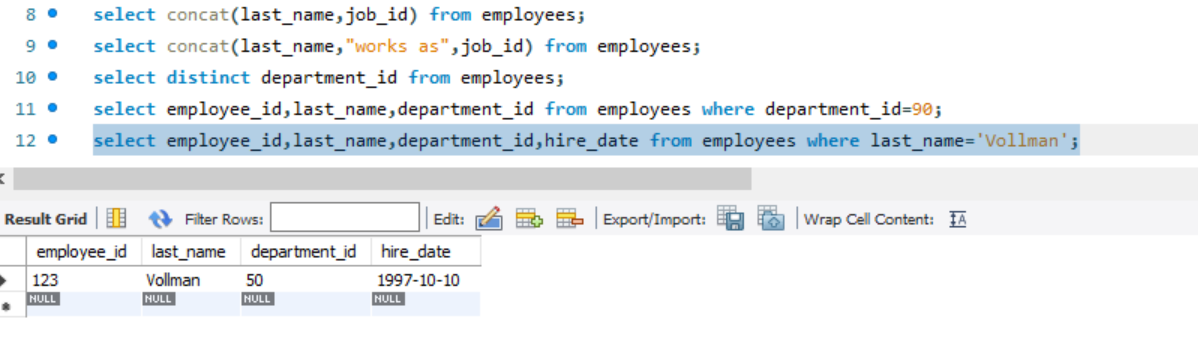 8 select concat(last_name,job_id) from employees;
9 select concat(last_name,"works as",job_id) from employees;
10 select distinct department_id from employees;
11 select employee_id,last_name,department_id from employees where department_id=90;
12 select employee_id,last_name,department_id,hire_date from employees where last_name='Vollman';
Result Grid Filter Rows: Edit: Export/Import: Wrap Cell Content:
employee_id last_name department_id hire_date
123 Vollman 50 1997-10-10
NULL NULL NULL NULL